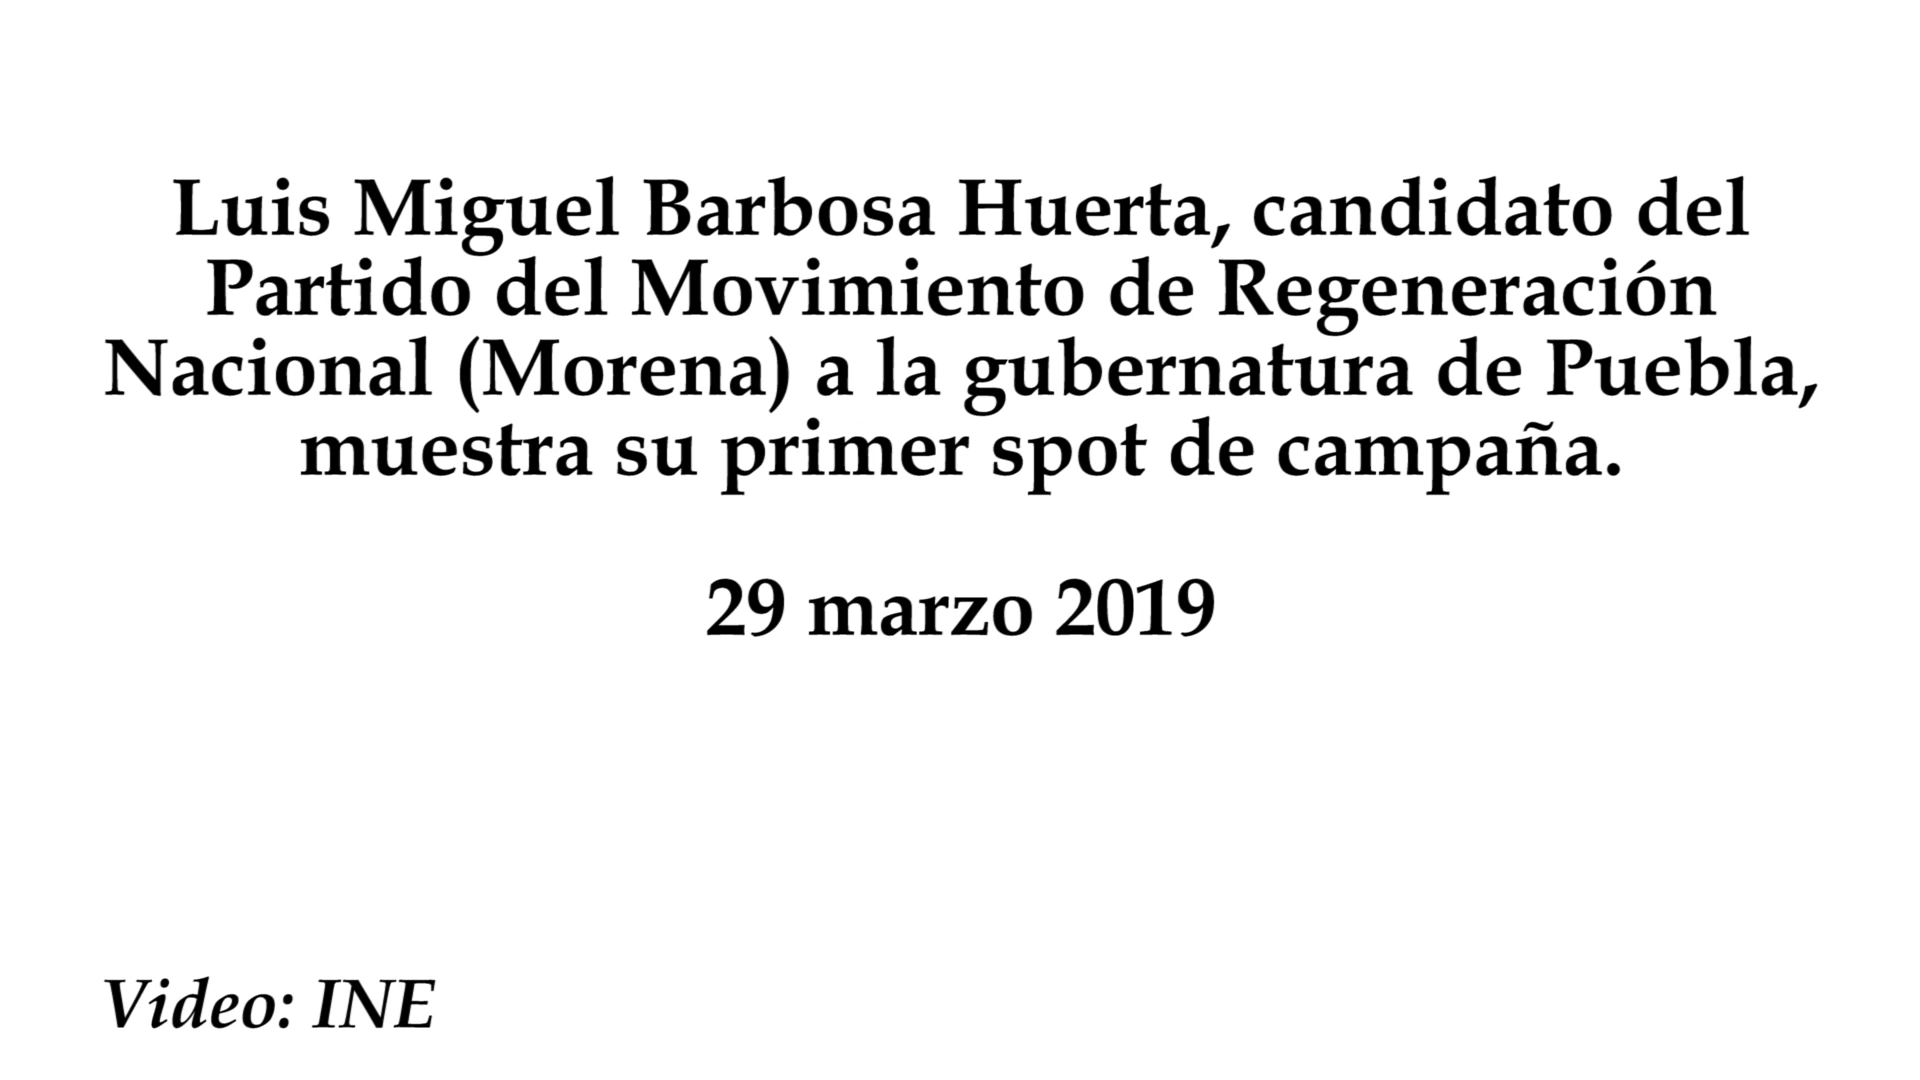 Luis Miguel Barbosa Huerta, candidato del
Partido del Movimiento de Regeneración
Nacional (Morena) a la gubernatura de Puebla,
muestra su primer spot de campaña.
29 marzo 2019
Video: INE